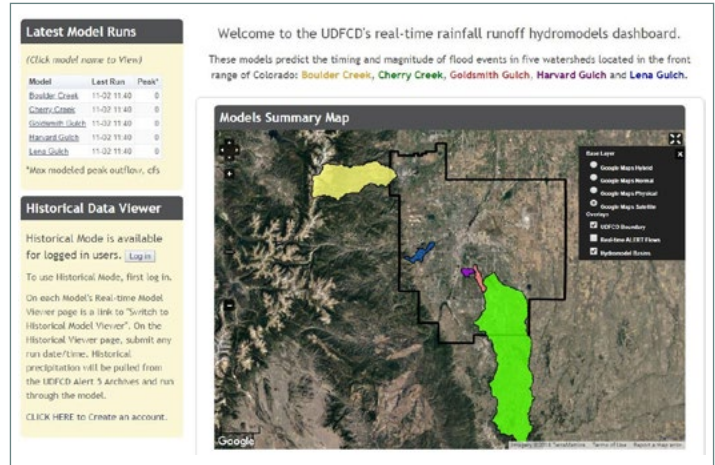 Latest Model Runs
(Click model name to View)
Model Last Run Peak*
Boulder Creek 11-02 11:40 0
Cherry Creek 11-02 11:40 0
Goldsmith Gulch 11-02 11:40 0
Harvard Gulch 11-02 11:40 0
Lena Gulch 11-02 11:40 0
*Max modeled peak outflow, cfs
Historical Data Viewer
Historical Mode is available
for logged in users. Log in
To use Historical Mode, first log in.
On each Model's Real-time Model
Viewer page is a link to "Switch to
Historical Model Viewer". On the
Historical Viewer page, submit any
run date/time. Historical
precipitation will be pulled from
the UDFCD Alert 5 Archives and run
through the model.
CLICK HERE to Create an account.
Welcome to the UDFCD's real-time rainfall runoff hydromodels dashboard.
These models predict the timing and magnitude of flood events in five watersheds located in the front
range of Colorado: Boulder Creek, Cherry Creek, Goldsmith Gulch, Harvard Gulch and Lena Gulch.
Models Summary Map
Base Layer
Google Maps Hybrid
Google Maps Normal
Google Maps Physical
Google Maps Satellite
Overlays
UDFCD Boundary
Real-time ALERT Flows
Hydromodel Basins
Google
Imagery ©2016 TerraMetrics Terms of Use Report a map error